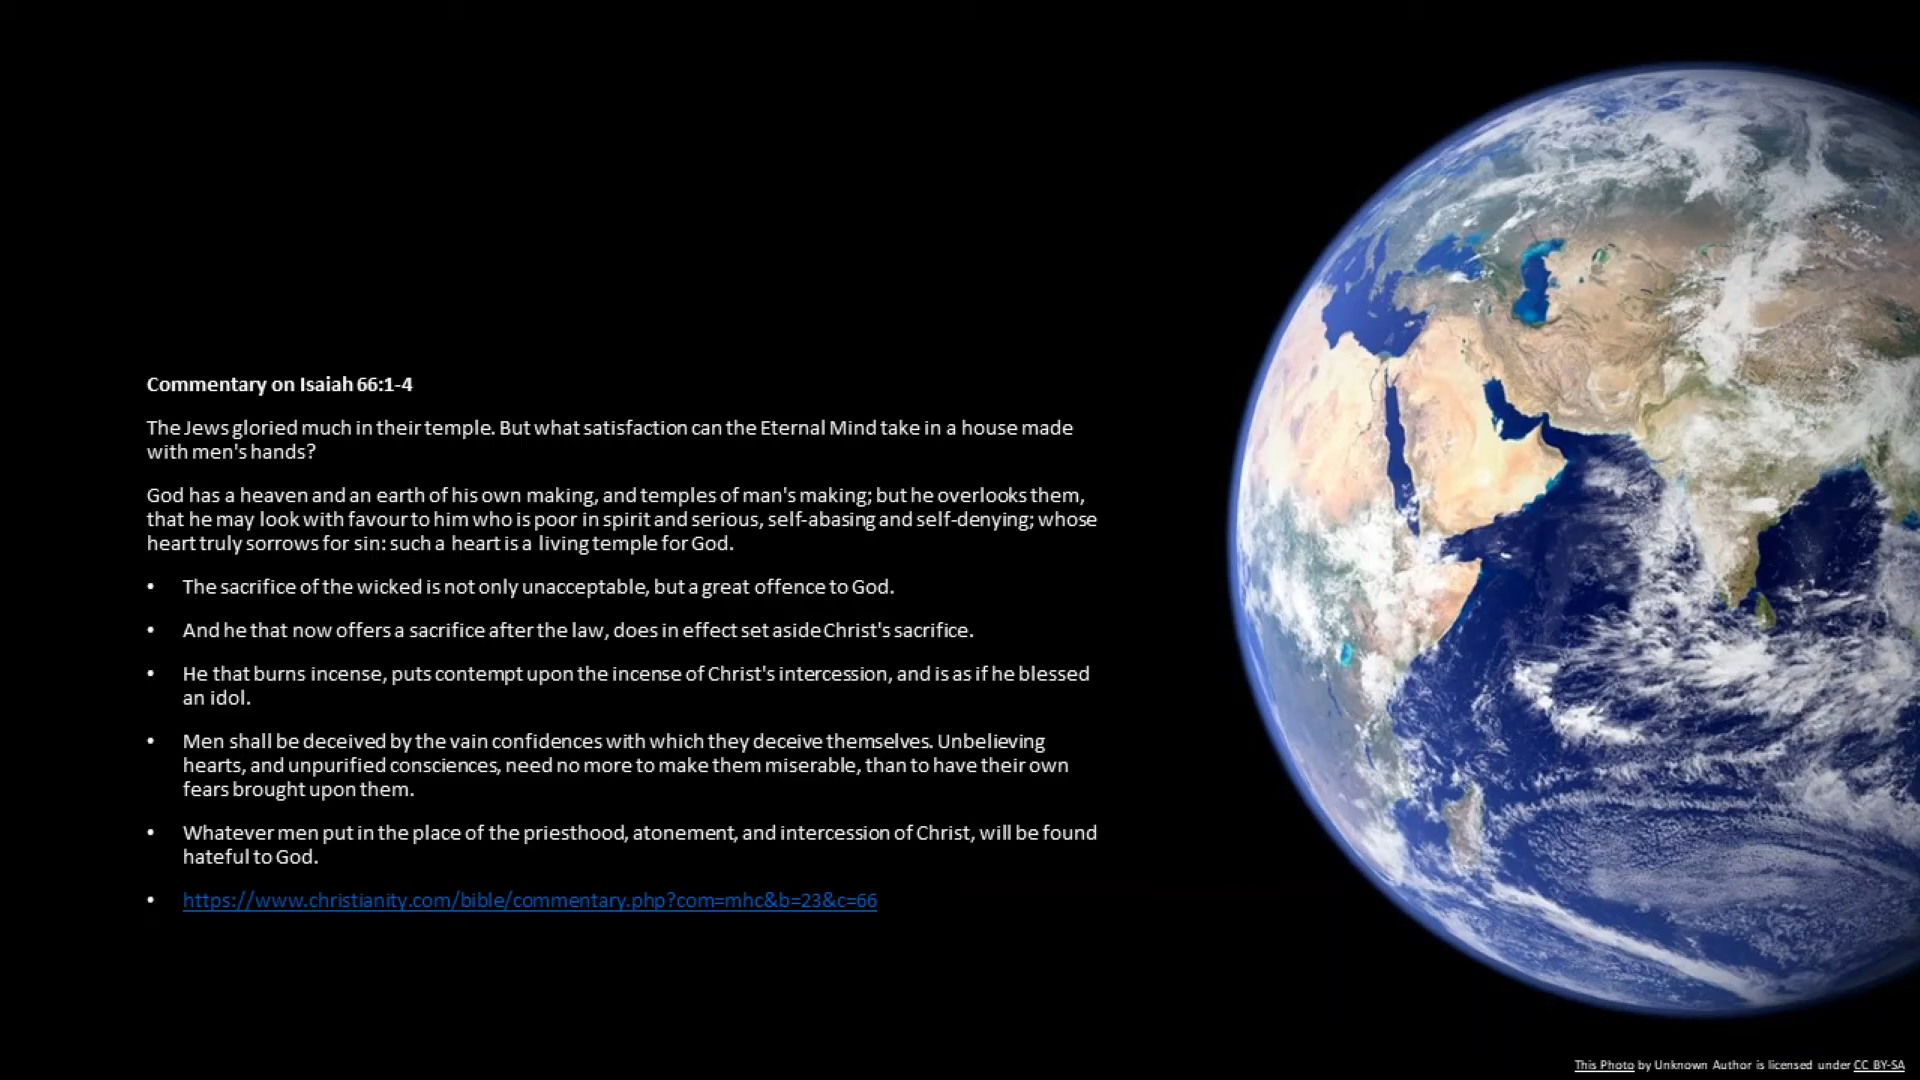 Commentary on Isaiah 66:1-4
The Jews gloried much in their temple. But what satisfaction can the Eternal Mind take in a house made
with men's hands?
God has a heaven and an earth of his own making, and temples of man's making; but he overlooks them,
that he may look with favour to him who is poor in spirit and serious, self-abasing and self-denying; whose
heart truly sorrows for sin: such a heart is a living temple for God.
• The sacrifice of the wicked is not only unacceptable, but a great offence to God.
• And he that now offers a sacrifice after the law, does in effect set aside Christ's sacrifice.
• He that burns incense, puts contempt upon the incense of Christ's intercession, and is as if he blessed
an idol.
• Men shall be deceived by the vain confidences with which they deceive themselves. Unbelieving
hearts, and unpurified consciences, need no more to make them miserable, than to have their own
fears brought upon them.
• Whatever men put in the place of the priesthood, atonement, and intercession of Christ, will be found
hateful to God.
• https://www.christianity.com/bible/commentary.php?com=mhc&b=23&c=66
This Photo by Unknown Author is licensed under CC BY-SA